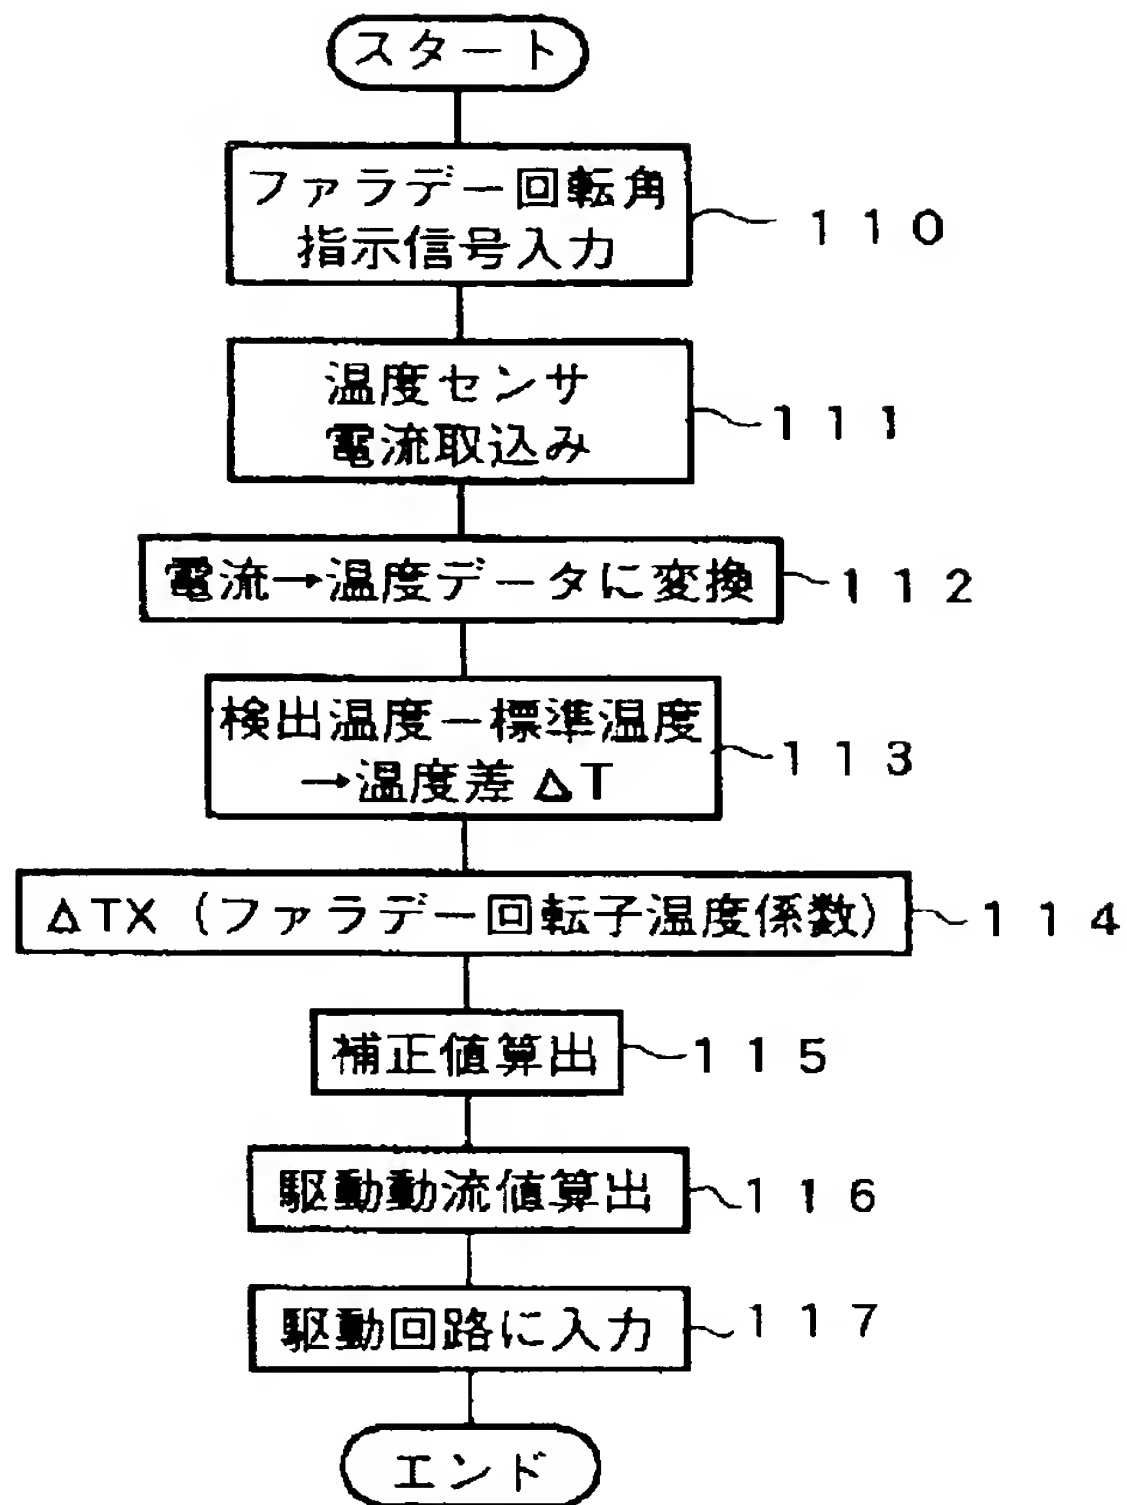 スタート
ファラデー回転角
指示信号入力
110
温度センサ
電流取込み
111
電流→温度データに変換
112
検出温度－標準温度
→温度差 ΔT
113
ΔTX（ファラデー回転子温度係数）
114
補正値算出
115
駆動動流値算出
116
駆動回路に入力
117
エンド